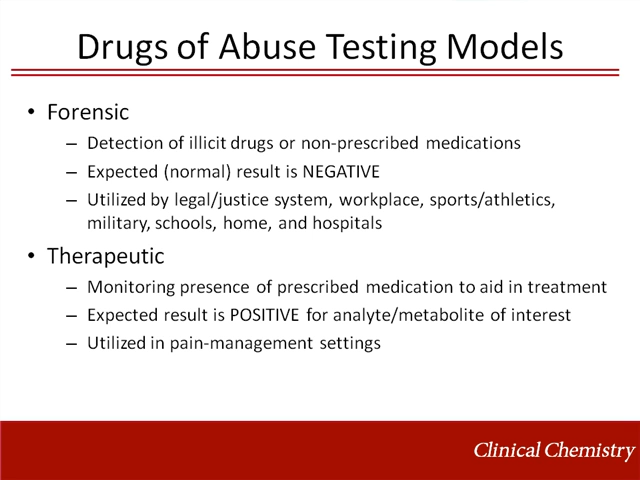 Drugs of Abuse Testing Models
• Forensic
– Detection of illicit drugs or non-prescribed medications
– Expected (normal) result is NEGATIVE
– Utilized by legal/justice system, workplace, sports/athletics,
military, schools, home, and hospitals
• Therapeutic
– Monitoring presence of prescribed medication to aid in treatment
– Expected result is POSITIVE for analyte/metabolite of interest
– Utilized in pain-management settings
Clinical Chemistry